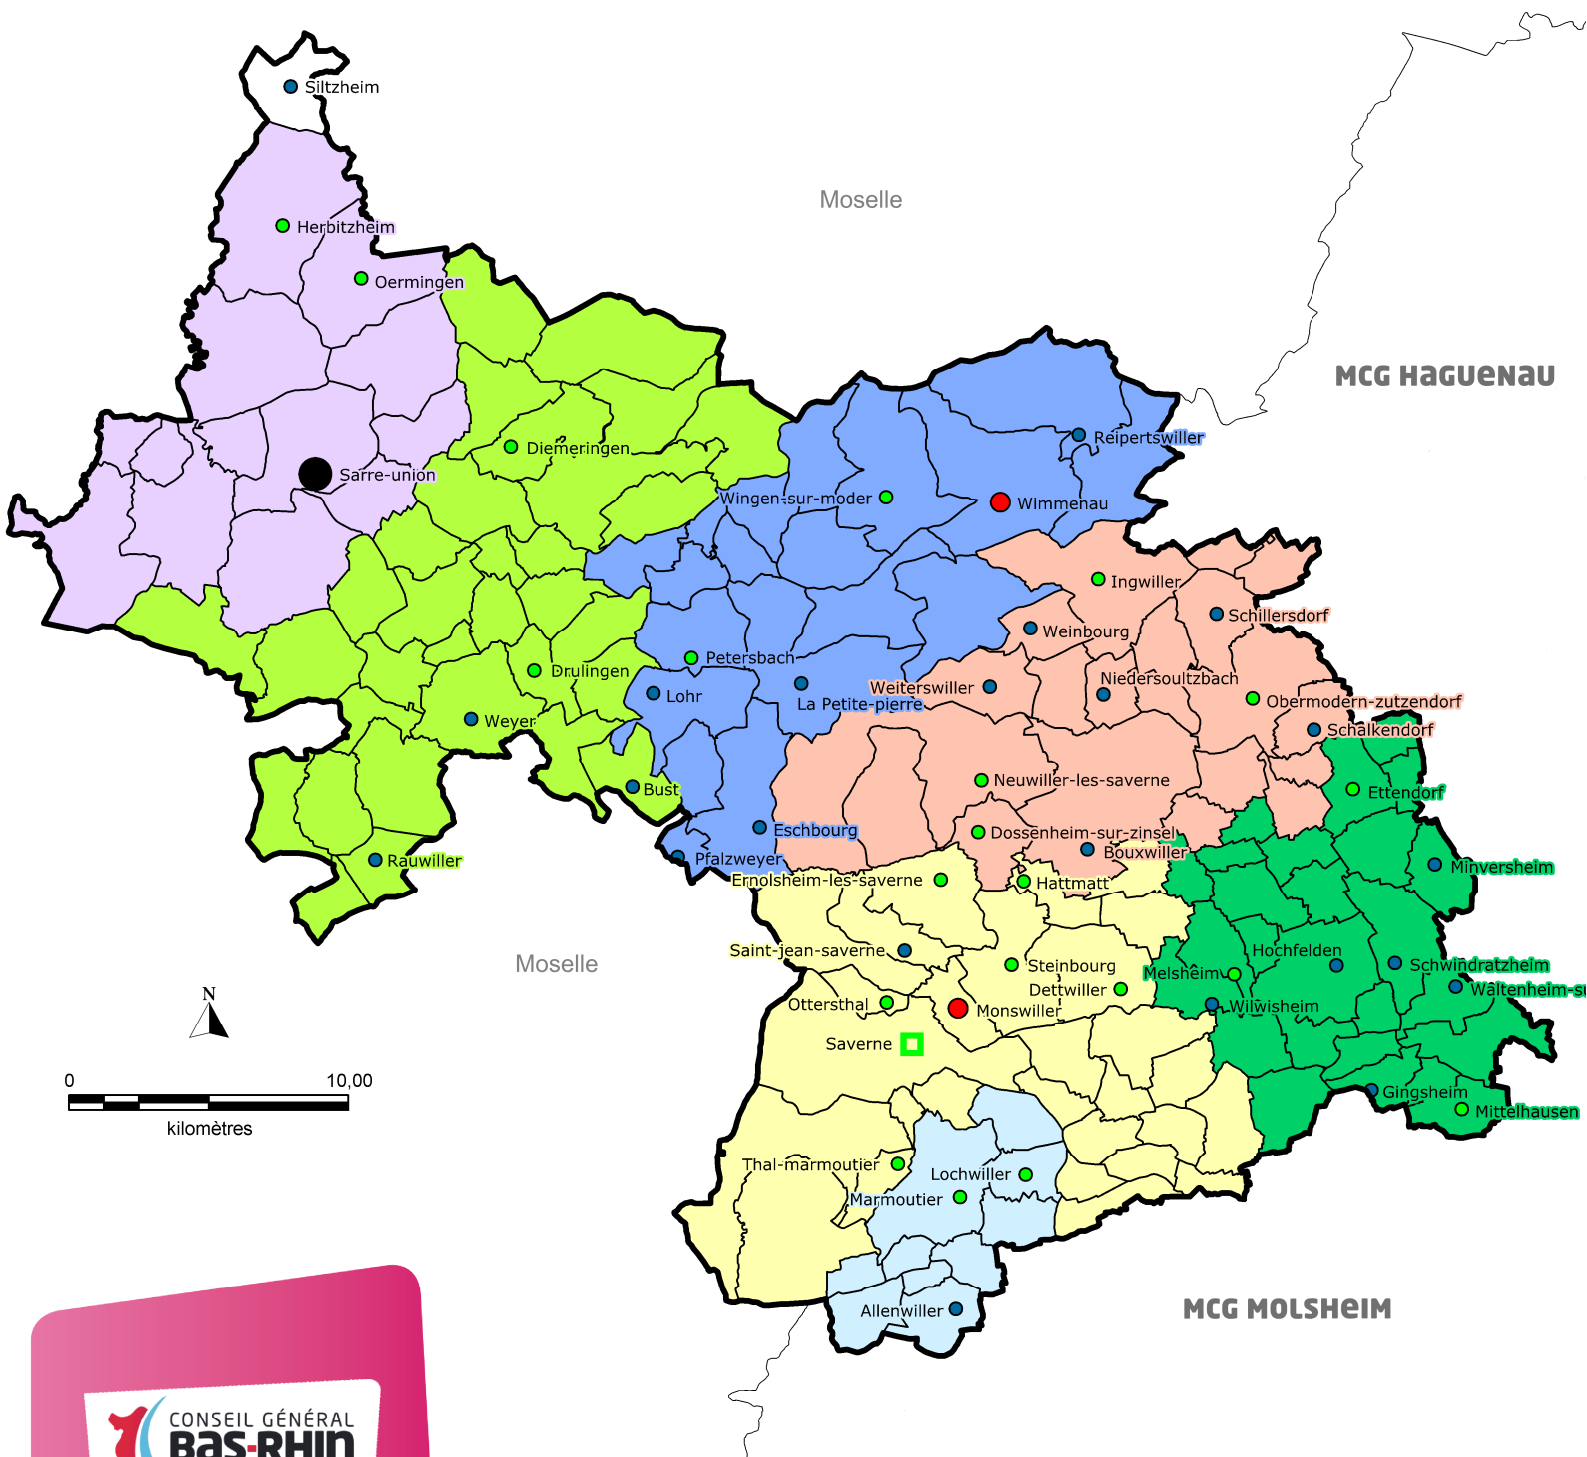 Siltzheim
Moselle
Herbitzheim
Oermingen
MCG HAGUENAU
Reipertswiller
Diemeringen
Sarre-union
Wingen-sur-moder
WImmenau
Ingwiller
Schillersdorf
Weinbourg
Petersbach
Drulingen
Niedersoultzbach
Weiterswiller
Lohr
La Petite-pierre
Obermodern-zutzendorf
Weyer
Schalkendorf
Neuwiller-les-saverne
Bust
Ettendorf
Eschbourg
Dossenheim-sur-zinsel
Bouxwiller
Pfalzweyer
Rauwiller
Minversheim
Ernolsheim-les-saverne
Hattmatt
Saint-jean-saverne
Hochfelden
Moselle
Steinbourg
Schwindratzheim
Melsheim
Dettwiller
Waltenheim-su
N
Ottersthal
Monswiller
Wilwisheim
Saverne
0 10,00
kilomètres
Gingsheim
Mittelhausen
Thal-marmoutier
Lochwiller
Marmoutier
Allenwiller
MCG MOLSHEIM
CONSEIL GÉNÉRAL
BAS-RHIN